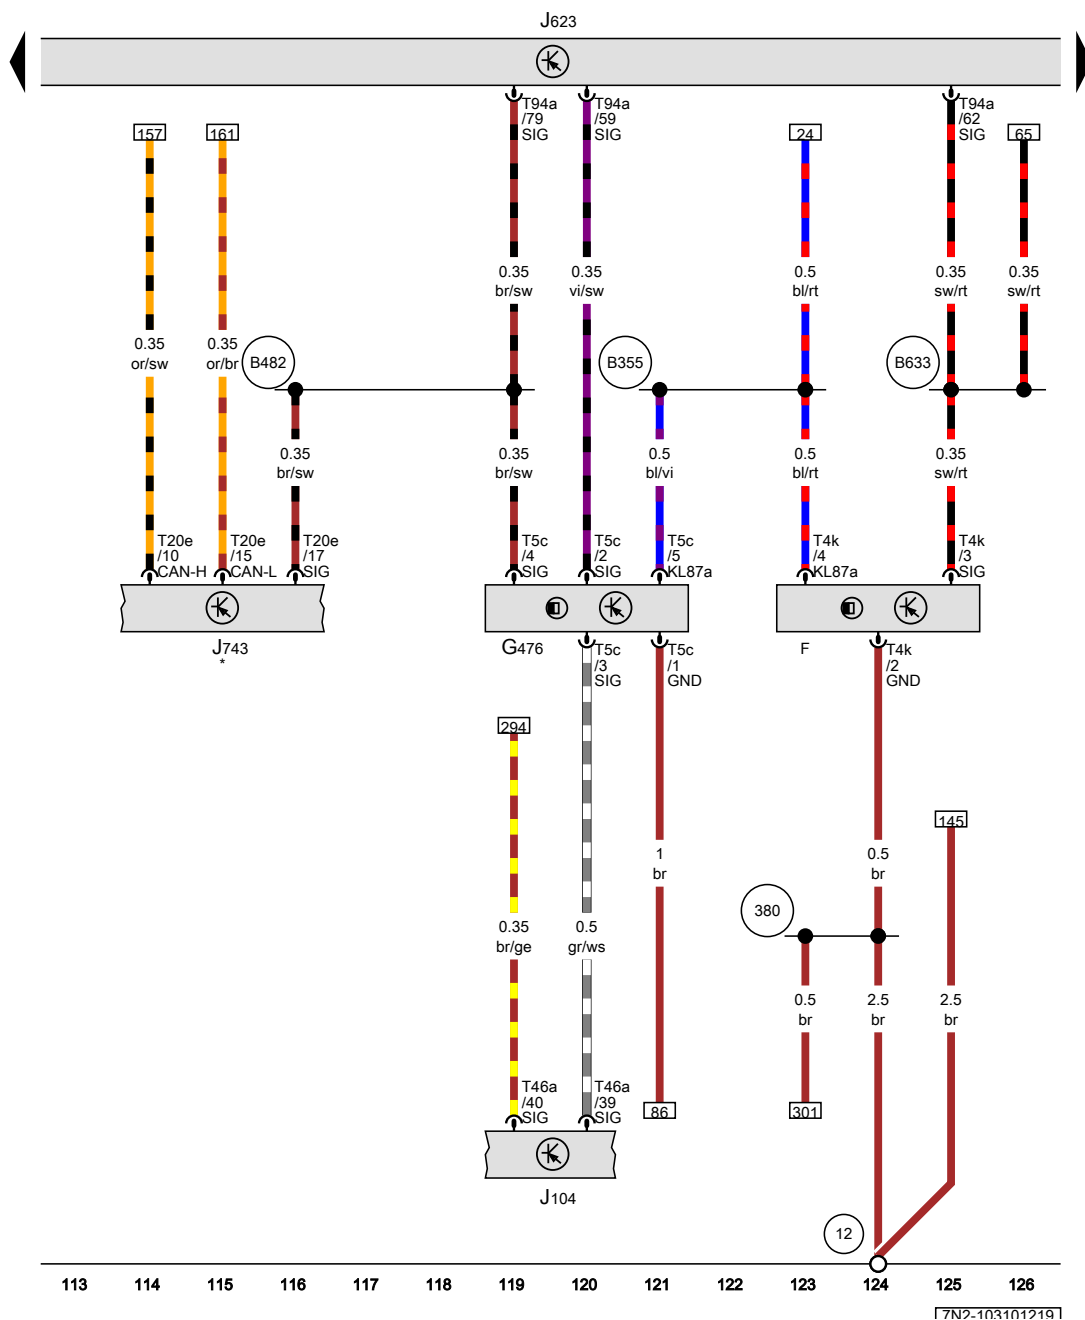 J623
T94a
/79
SIG
T94a
/59
SIG
T94a
/62
SIG
157
161
24
65
0.35
br/sw
0.35
vi/sw
0.5
bl/rt
0.35
sw/rt
0.35
sw/rt
0.35
or/sw
0.35
or/br
B482
B355
B633
0.35
br/sw
0.35
br/sw
0.5
bl/vi
0.5
bl/rt
0.35
sw/rt
T20e
/10
CAN-H
T20e
/15
CAN-L
T20e
/17
SIG
T5c
/4
SIG
T5c
/2
SIG
T5c
/5
KL87a
T4k
/4
KL87a
T4k
/3
SIG
J743
*
G476
F
T5c
/3
SIG
T5c
/1
GND
T4k
/2
GND
294
145
1
br
0.5
br
380
0.35
br/ge
0.5
gr/ws
0.5
br
2.5
br
2.5
br
T46a
/40
SIG
T46a
/39
SIG
86
301
J104
12
113 114 115 116 117 118 119 120 121 122 123 124 125 126
7N2-103101219